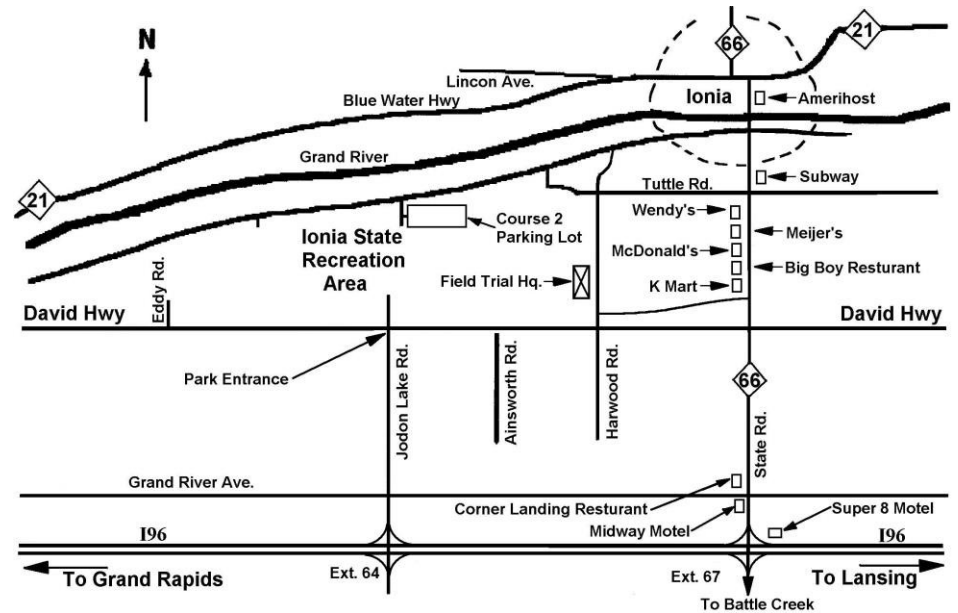 N
66
21
Lincon Ave.
Ionia
Amerihost
Blue Water Hwy
Grand River
Tuttle Rd.
Subway
21
Wendy's
Course 2
Parking Lot
Meijer's
Ionia State
Recreation
Area
McDonald's
Big Boy Resturant
Field Trial Hq.
K Mart
Eddy Rd.
David Hwy
David Hwy
Park Entrance
Jodon Lake Rd.
Ainsworth Rd.
Harwood Rd.
66
State Rd.
Grand River Ave.
Corner Landing Resturant
Super 8 Motel
Midway Motel
I96
I96
To Grand Rapids
Ext. 64
Ext. 67
To Lansing
To Battle Creek